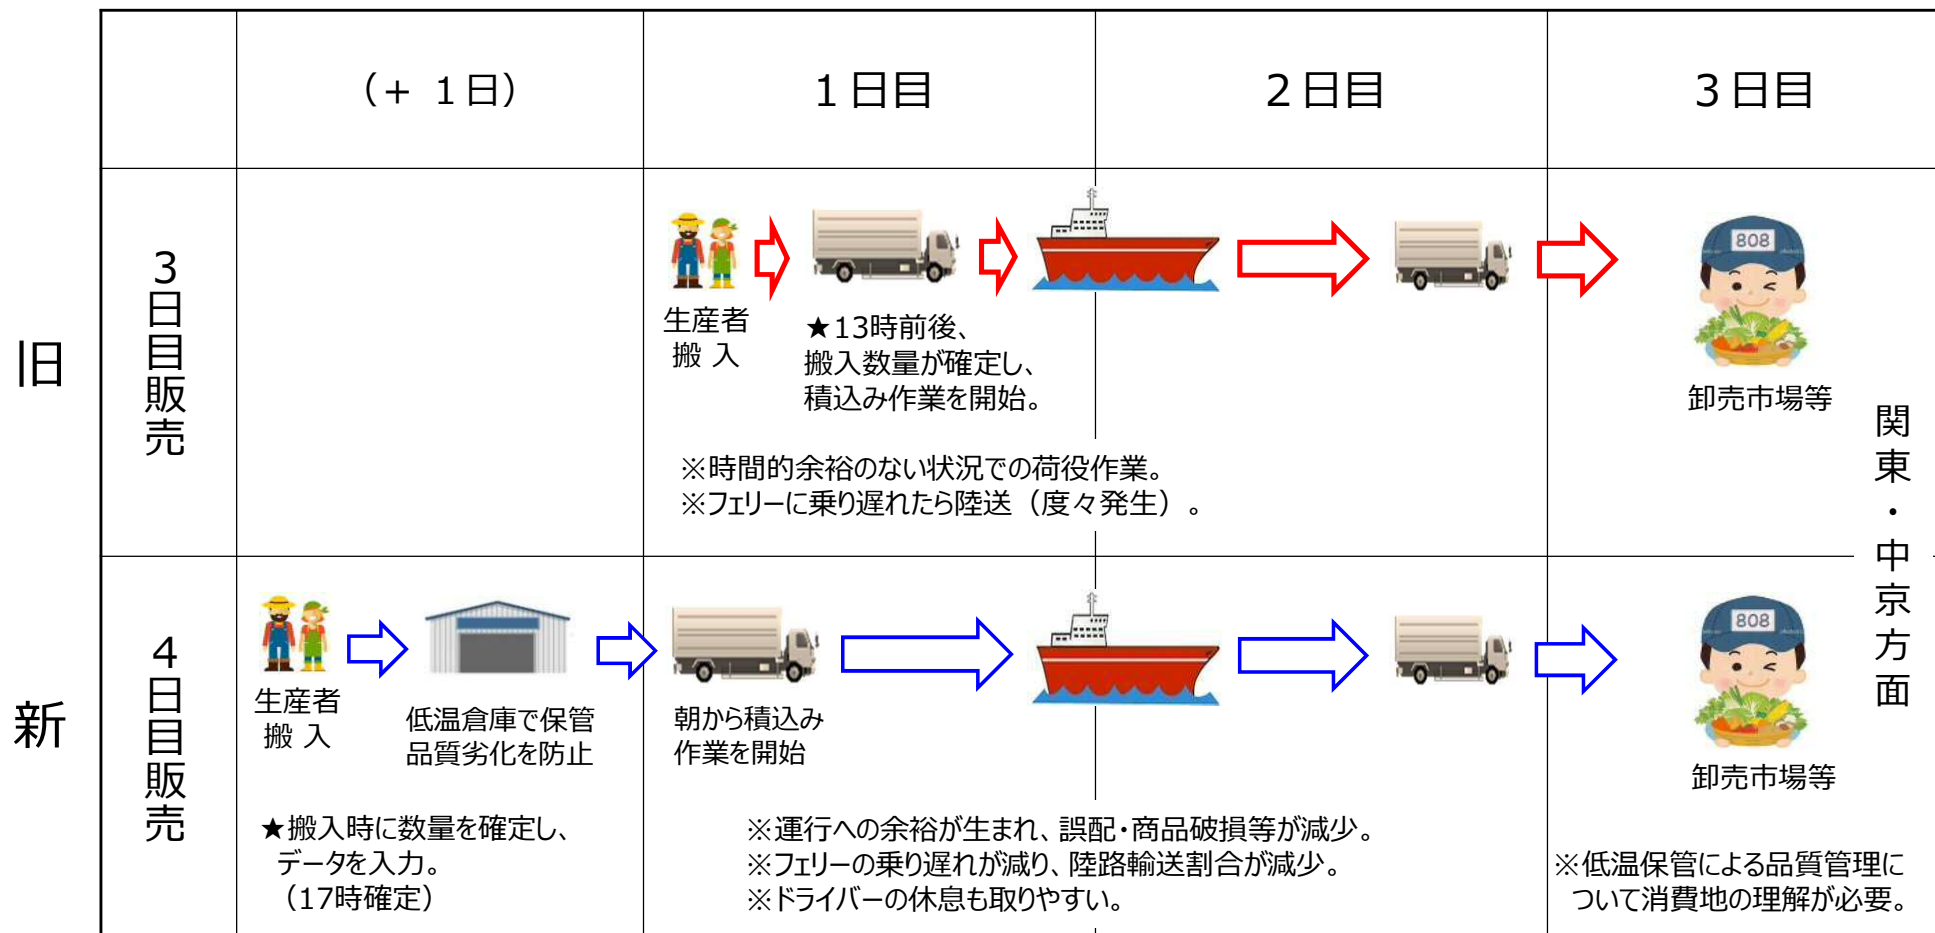 （+ １日）
１日目
２日目
３日目
旧
３日目販売
生産者
搬 入
★13時前後、
搬入数量が確定し、
積込み作業を開始。
808
卸売市場等
※時間的余裕のない状況での荷役作業。
※フェリーに乗り遅れたら陸送（度々発生）。
関東・中京方面
新
４日目販売
生産者
搬 入
低温倉庫で保管
品質劣化を防止
朝から積込み
作業を開始
808
卸売市場等
★搬入時に数量を確定し、
データを入力。
（17時確定）
※運行への余裕が生まれ、誤配・商品破損等が減少。
※フェリーの乗り遅れが減り、陸路輸送割合が減少。
※ドライバーの休息も取りやすい。
※低温保管による品質管理に
ついて消費地の理解が必要。